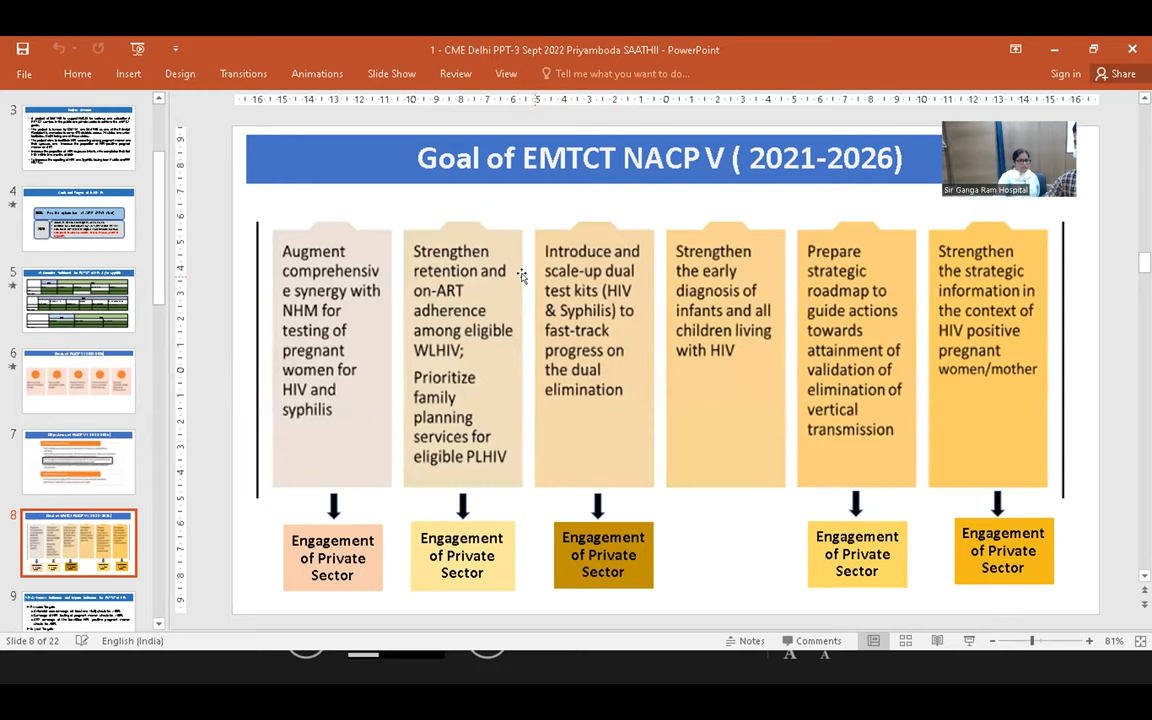 1 - CME Delhi PPT-3 Sept 2022 Priyamboda SAATHII - PowerPoint
File Home Insert Design Transitions Animations Slide Show Review View Tell me what you want to do... Sign in Share
3
4
5
6
7
8
9
Goal of EMTCT NACP V ( 2021-2026)
Sir Ganga Ram Hospital
Augment
comprehensiv
e synergy with
NHM for
testing of
pregnant
women for
HIV and
syphilis
Strengthen
retention and
on-ART
adherence
among eligible
WLHIV;
Prioritize
family
planning
services for
eligible PLHIV
Introduce and
scale-up dual
test kits (HIV
& Syphilis) to
fast-track
progress on
the dual
elimination
Strengthen
the early
diagnosis of
infants and all
children living
with HIV
Prepare
strategic
roadmap to
guide actions
towards
attainment of
validation of
elimination of
vertical
transmission
Strengthen
the strategic
information in
the context of
HIV positive
pregnant
women/mother
Engagement
of Private
Sector
Engagement
of Private
Sector
Engagement
of Private
Sector
Engagement
of Private
Sector
Engagement
of Private
Sector
Slide 8 of 22 English (India) Notes Comments 81%